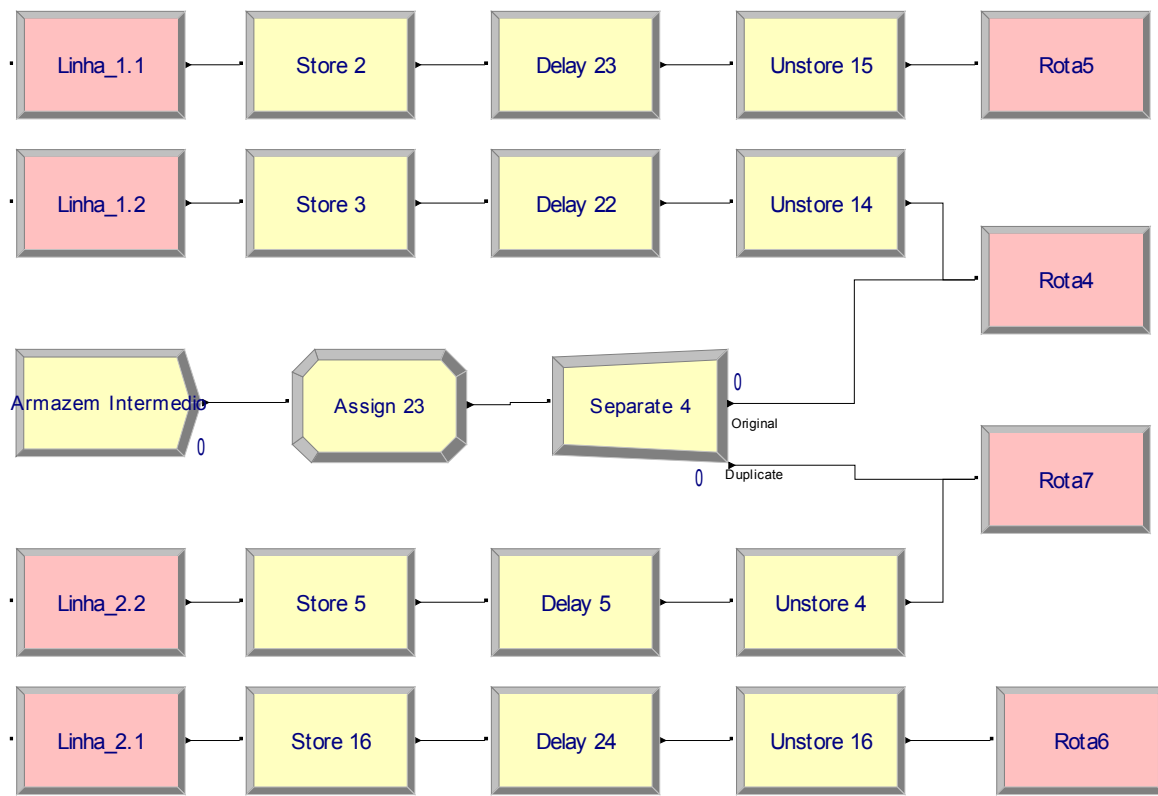 Linha_1.1
Store 2
Delay 23
Unstore 15
Rota5
Linha_1.2
Store 3
Delay 22
Unstore 14
Rota4
Armazem Intermedio
0
Assign 23
Separate 4
0
Original
0
Duplicate
Rota7
Linha_2.2
Store 5
Delay 5
Unstore 4
Linha_2.1
Store 16
Delay 24
Unstore 16
Rota6